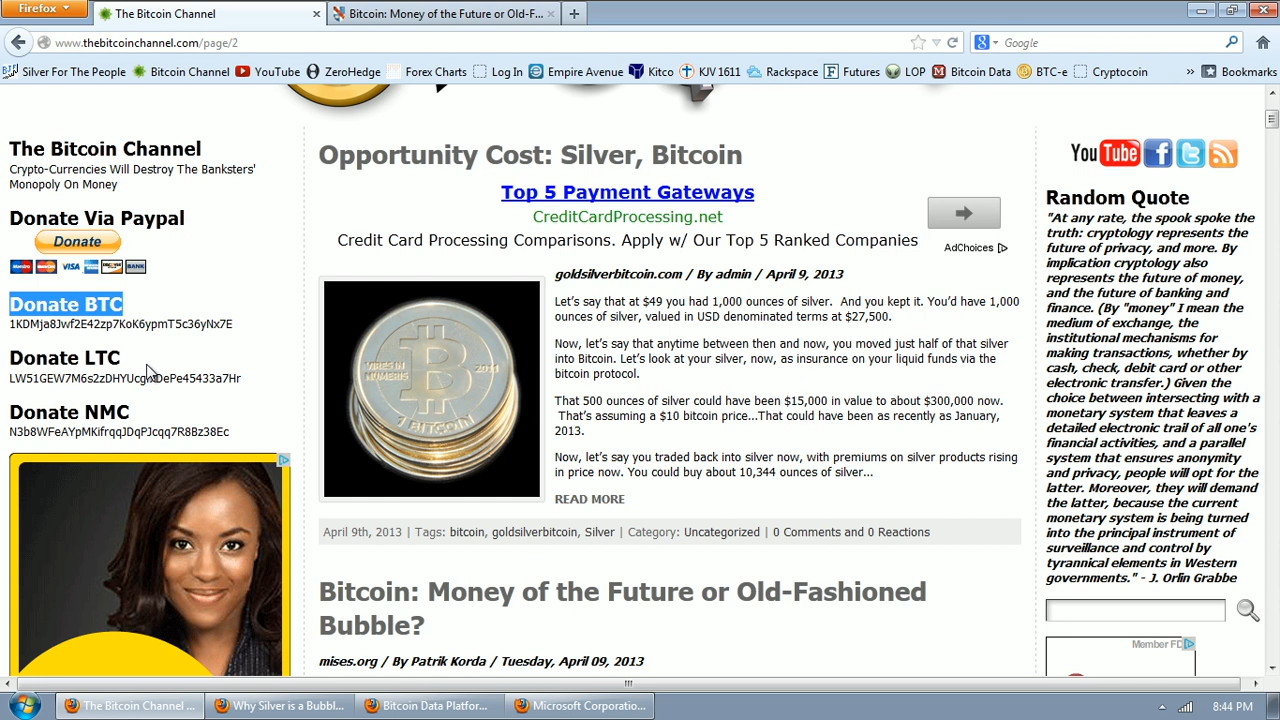 Firefox
The Bitcoin Channel
Bitcoin: Money of the Future or Old-F...
www.thebitcoinchannel.com/page/2
Google
Silver For The People
Bitcoin Channel
YouTube
ZeroHedge
Forex Charts
Log In
Empire Avenue
Kitco
KJV 1611
Rackspace
Futures
LOP
Bitcoin Data
BTC-e
Cryptocoin
»
Bookmarks
The Bitcoin Channel
Crypto-Currencies Will Destroy The Banksters'
Monopoly On Money
Donate Via Paypal
Donate
VISA
BANK
Donate BTC
1KDMja8Jwf2E42zp7KoK6ypmT5c36yNx7E
Donate LTC
Donate NMC
N3b8WFeAYpMKifrqqJDqPJcqq7R8Bz38Ec
Opportunity Cost: Silver, Bitcoin
Top 5 Payment Gateways
CreditCardProcessing.net
Credit Card Processing Comparisons. Apply w/ Our Top 5 Ranked Companies
AdChoices
VIRES IN
NUMERIS
2011
1 BITCOIN
goldsilverbitcoin.com / By admin / April 9, 2013
Let's say that at $49 you had 1,000 ounces of silver.  And you kept it. You'd have 1,000
ounces of silver, valued in USD denominated terms at $27,500.
Now, let's say that anytime between then and now, you moved just half of that silver
into Bitcoin. Let's look at your silver, now, as insurance on your liquid funds via the
bitcoin protocol.
That 500 ounces of silver could have been $15,000 in value to about $300,000 now.
That's assuming a $10 bitcoin price...That could have been as recently as January,
2013.
Now, let's say you traded back into silver now, with premiums on silver products rising
in price now. You could buy about 10,344 ounces of silver...
READ MORE
April 9th, 2013 | Tags: bitcoin, goldsilverbitcoin, Silver | Category: Uncategorized | 0 Comments and 0 Reactions
Bitcoin: Money of the Future or Old-Fashioned
Bubble?
mises.org / By Patrik Korda / Tuesday, April 09, 2013
You Tube
Random Quote
"At any rate, the spook spoke the
truth: cryptology represents the
future of privacy, and more. By
implication cryptology also
represents the future of money,
and the future of banking and
finance. (By "money" I mean the
medium of exchange, the
institutional mechanisms for
making transactions, whether by
cash, check, debit card or other
electronic transfer.) Given the
choice between intersecting with a
monetary system that leaves a
detailed electronic trail of all one's
financial activities, and a parallel
system that ensures anonymity
and privacy, people will opt for the
latter. Moreover, they will demand
the latter, because the current
monetary system is being turned
into the principal instrument of
surveillance and control by
tyrannical elements in Western
governments." - J. Orlin Grabbe
The Bitcoin Channel ...
Why Silver is a Bubbl...
Bitcoin Data Platfor...
Microsoft Corporatio...
8:44 PM